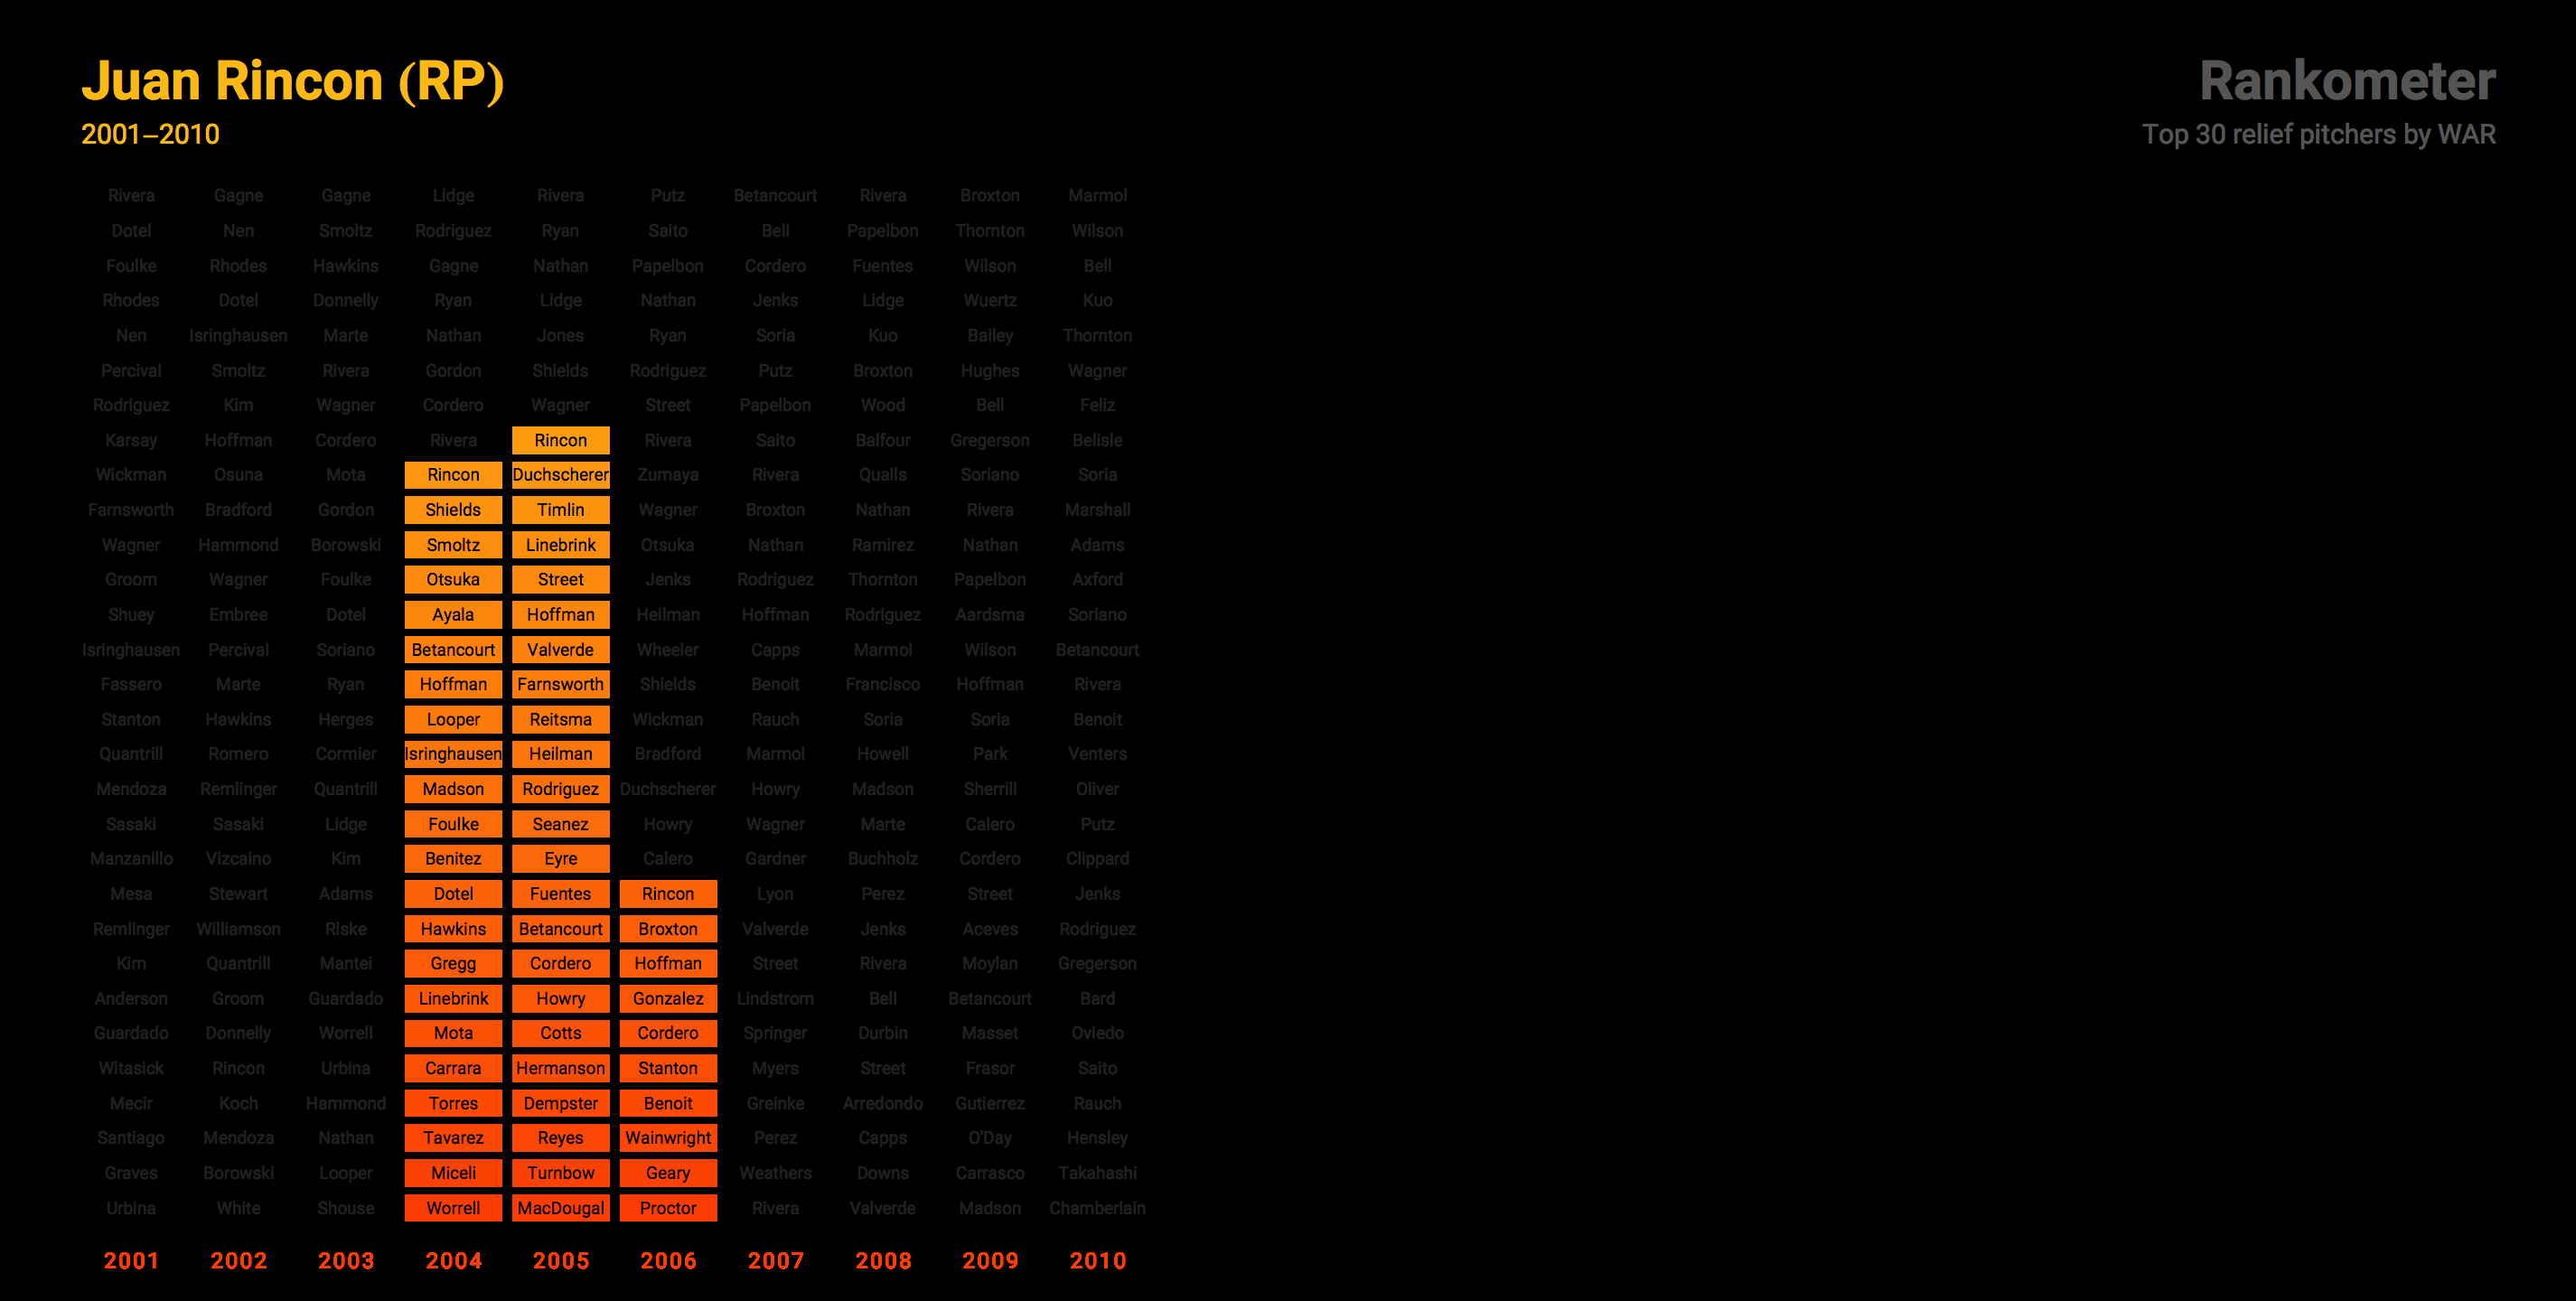 Juan Rincon (RP)
2001–2010
Rankometer
Top 30 relief pitchers by WAR
Rivera Gagne Gagne Lidge Rivera Putz Betancourt Rivera Broxton Marmol
Dotel Nen Smoltz Rodriguez Ryan Saito Bell Papelbon Thornton Wilson
Foulke Rhodes Hawkins Gagne Nathan Papelbon Cordero Fuentes Wilson Bell
Rhodes Dotel Donnelly Ryan Lidge Nathan Jenks Lidge Wuertz Kuo
Nen Isringhausen Marte Nathan Jones Ryan Soria Kuo Bailey Thornton
Percival Smoltz Rivera Gordon Shields Rodriguez Putz Broxton Hughes Wagner
Rodriguez Kim Wagner Cordero Wagner Street Papelbon Wood Bell Feliz
Karsay Hoffman Cordero Rivera Rincon Rivera Saito Balfour Gregerson Belisle
Wickman Osuna Mota Rincon Duchscherer Zumaya Rivera Qualls Soriano Soria
Farnsworth Bradford Gordon Shields Timlin Wagner Broxton Nathan Rivera Marshall
Wagner Hammond Borowski Smoltz Linebrink Otsuka Nathan Ramirez Nathan Adams
Groom Wagner Foulke Otsuka Street Jenks Rodriguez Thornton Papelbon Axford
Shuey Embree Dotel Ayala Hoffman Heilman Hoffman Rodriguez Aardsma Soriano
Isringhausen Percival Soriano Betancourt Valverde Wheeler Capps Marmol Wilson Betancourt
Fassero Marte Ryan Hoffman Farnsworth Shields Benoit Francisco Hoffman Rivera
Stanton Hawkins Herges Looper Reitsma Wickman Rauch Soria Soria Benoit
Quantrill Romero Cormier Isringhausen Heilman Bradford Marmol Howell Park Venters
Mendoza Remlinger Quantrill Madson Rodriguez Duchscherer Howry Madson Sherrill Oliver
Sasaki Sasaki Lidge Foulke Seanez Howry Wagner Marte Calero Putz
Manzanillo Vizcaino Kim Benitez Eyre Calero Gardner Buchholz Cordero Clippard
Mesa Stewart Adams Dotel Fuentes Rincon Lyon Perez Street Jenks
Remlinger Williamson Riske Hawkins Betancourt Broxton Valverde Jenks Aceves Rodriguez
Kim Quantrill Mantei Gregg Cordero Hoffman Street Rivera Moylan Gregerson
Anderson Groom Guardado Linebrink Howry Gonzalez Lindstrom Bell Betancourt Bard
Guardado Donnelly Worrell Mota Cotts Cordero Springer Durbin Masset Oviedo
Witasick Rincon Urbina Carrara Hermanson Stanton Myers Street Frasor Saito
Mecir Koch Hammond Torres Dempster Benoit Greinke Arredondo Gutierrez Rauch
Santiago Mendoza Nathan Tavarez Reyes Wainwright Perez Capps O'Day Hensley
Graves Borowski Looper Miceli Turnbow Geary Weathers Downs Carrasco Takahashi
Urbina White Shouse Worrell MacDougal Proctor Rivera Valverde Madson Chamberlain
2001 2002 2003 2004 2005 2006 2007 2008 2009 2010